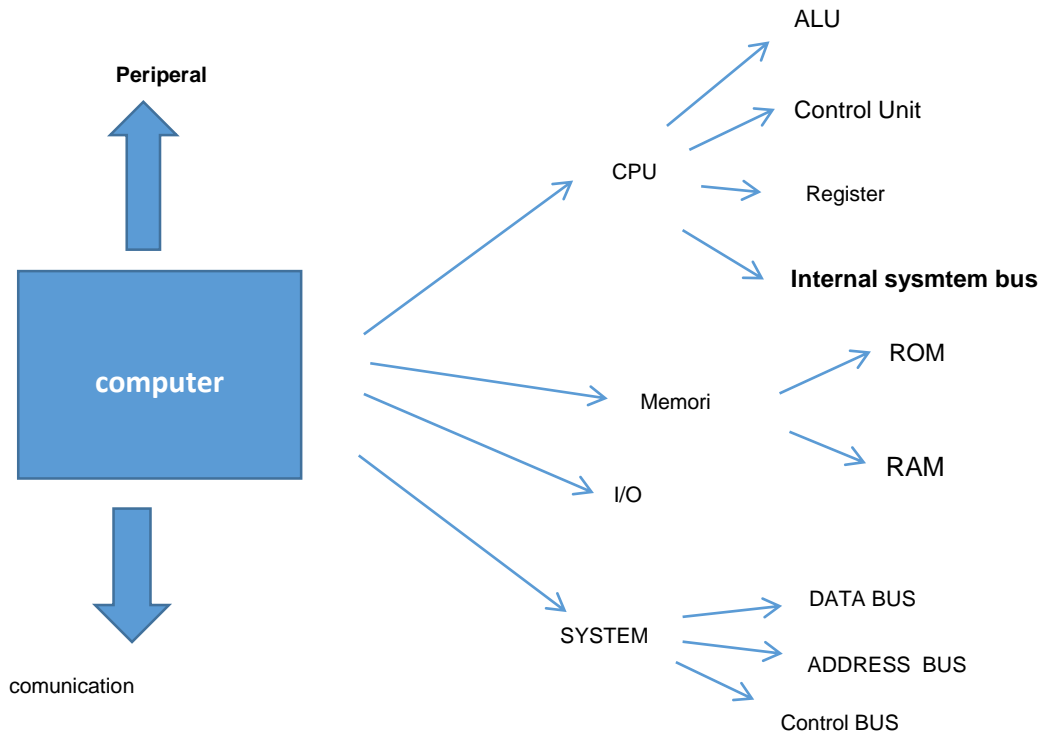 ALU
Periperal
Control Unit
CPU
Register
Internal sysmtem bus
ROM
computer
Memori
RAM
I/O
DATA BUS
SYSTEM
ADDRESS  BUS
comunication
Control BUS